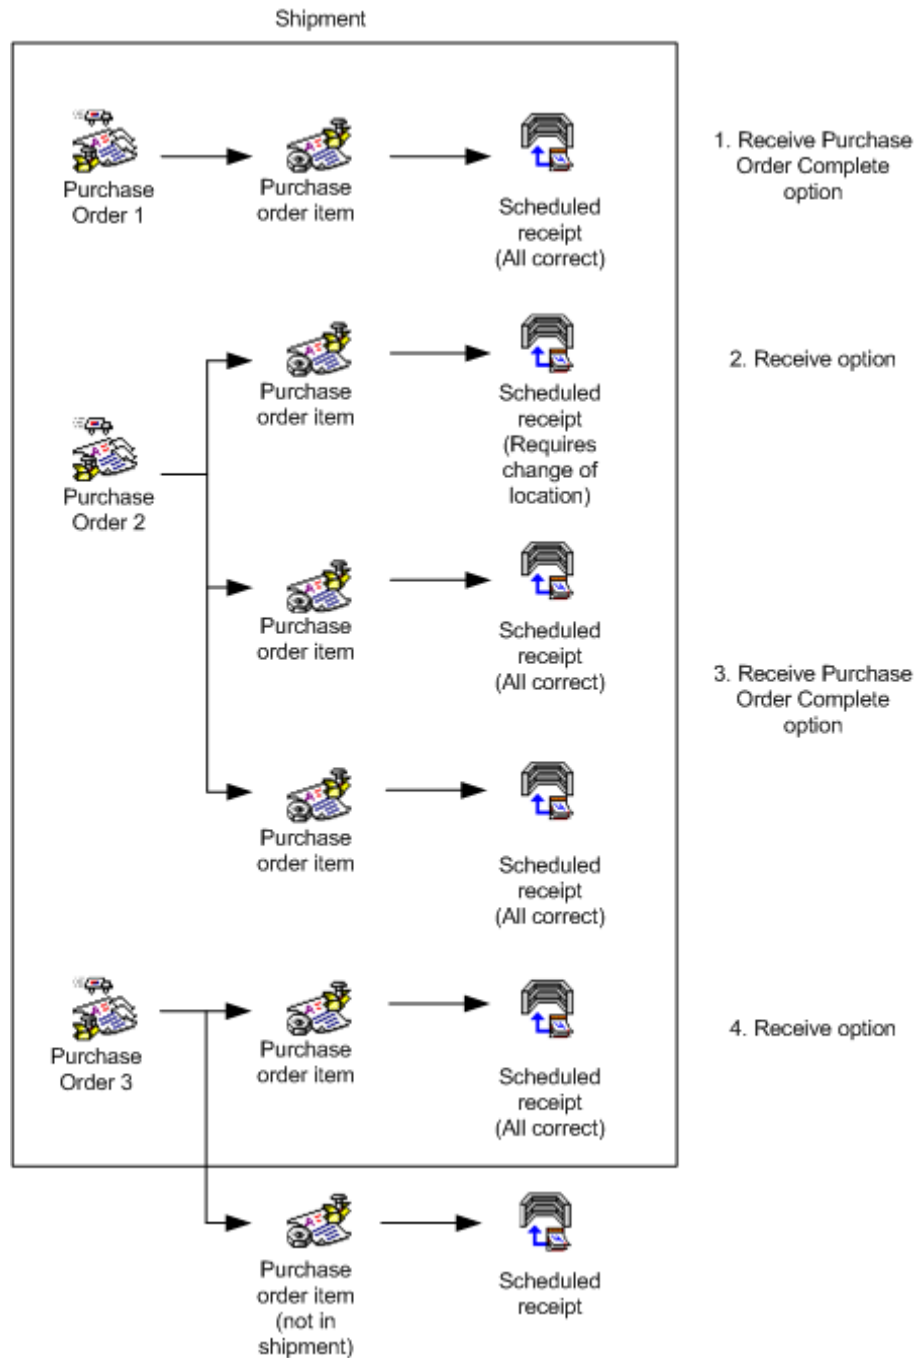 Shipment
Purchase
Order 1
Purchase
order item
Scheduled
receipt
(All correct)
1. Receive Purchase
Order Complete
option
Purchase
order item
Scheduled
receipt
(Requires
change of
location)
2. Receive option
Purchase
Order 2
Purchase
order item
Scheduled
receipt
(All correct)
3. Receive Purchase
Order Complete
option
Purchase
order item
Scheduled
receipt
(All correct)
Purchase
Order 3
Purchase
order item
Scheduled
receipt
(All correct)
4. Receive option
Purchase
order item
(not in
shipment)
Scheduled
receipt